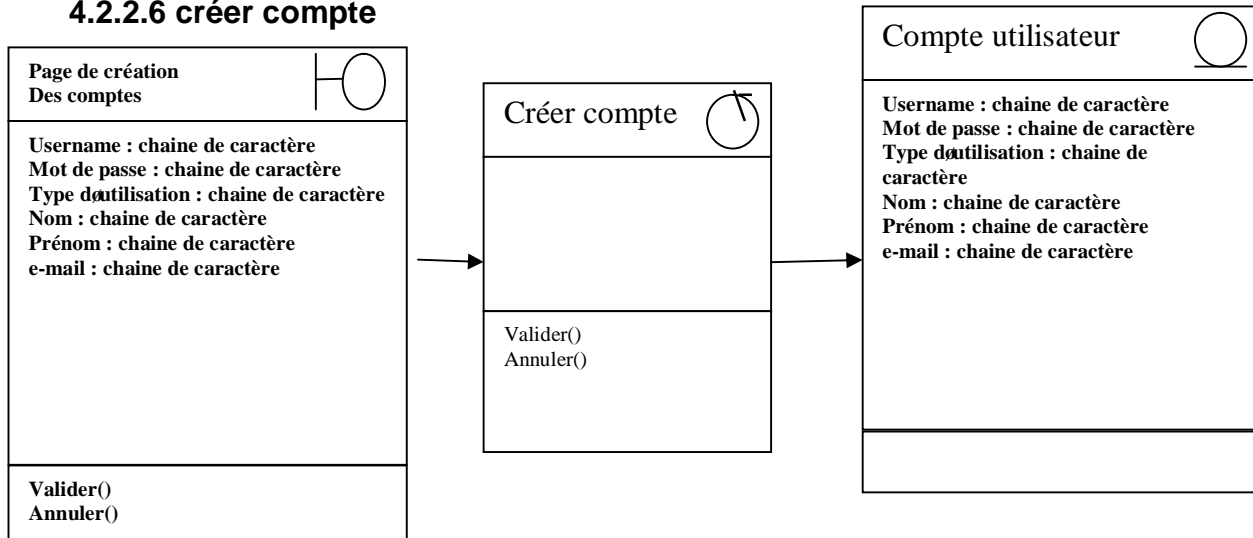 4.2.2.6 créer compte
Page de création
Des comptes
Username : chaine de caractère
Mot de passe : chaine de caractère
Type døutilisation : chaine de caractère
Nom : chaine de caractère
Prénom : chaine de caractère
e-mail : chaine de caractère
Valider()
Annuler()
Créer compte
Valider()
Annuler()
Compte utilisateur
Username : chaine de caractère
Mot de passe : chaine de caractère
Type døutilisation : chaine de
caractère
Nom : chaine de caractère
Prénom : chaine de caractère
e-mail : chaine de caractère